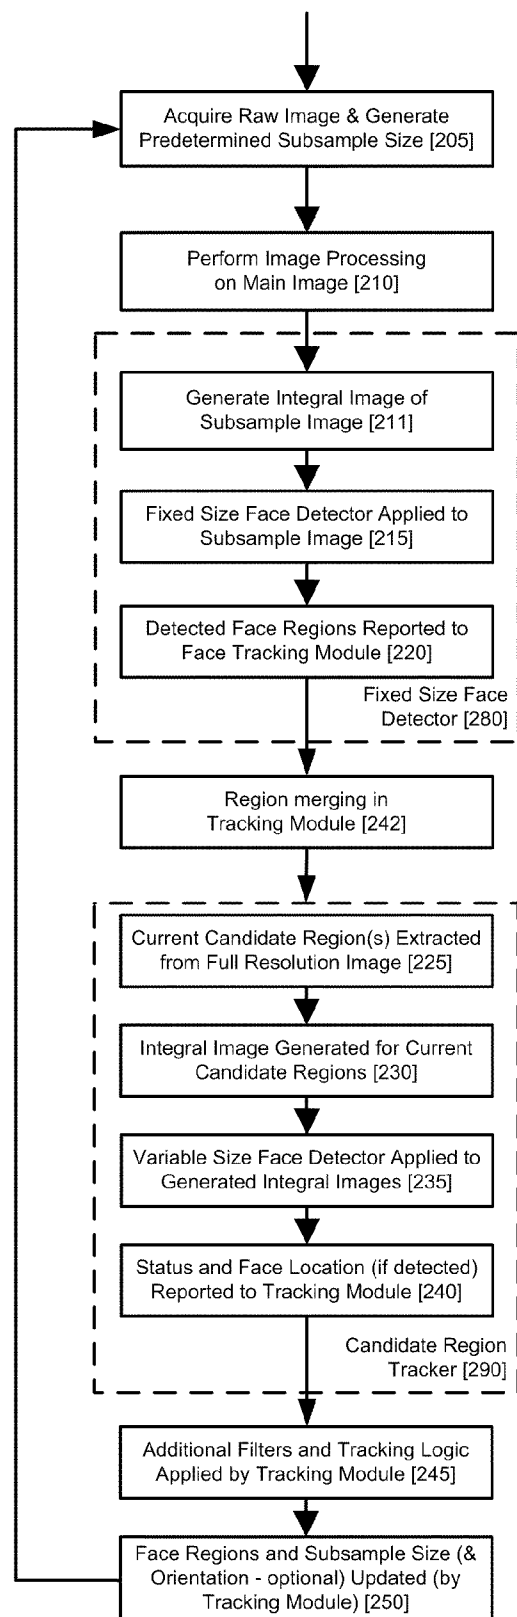 Acquire Raw Image & Generate
Predetermined Subsample Size [205]
Perform Image Processing
on Main Image [210]
Generate Integral Image of
Subsample Image [211]
Fixed Size Face Detector Applied to
Subsample Image [215]
Detected Face Regions Reported to
Face Tracking Module [220]
Fixed Size Face
Detector [280]
Region merging in
Tracking Module [242]
Current Candidate Region(s) Extracted
from Full Resolution Image [225]
Integral Image Generated for Current
Candidate Regions [230]
Variable Size Face Detector Applied to
Generated Integral Images [235]
Status and Face Location (if detected)
Reported to Tracking Module [240]
Candidate Region
Tracker [290]
Additional Filters and Tracking Logic
Applied by Tracking Module [245]
Face Regions and Subsample Size (&
Orientation - optional) Updated (by
Tracking Module) [250]